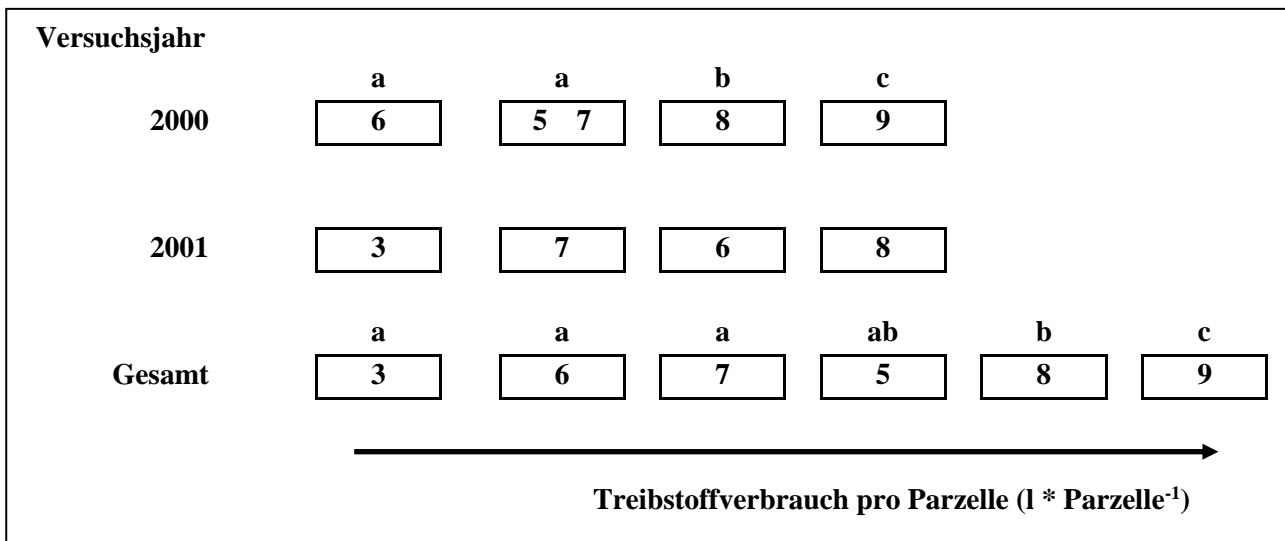 Versuchsjahr
a a b c
2000 6 5 7 8 9
2001 3 7 6 8
a a a ab b c
Gesamt 3 6 7 5 8 9
Treibstoffverbrauch pro Parzelle (l * Parzelle⁻¹)